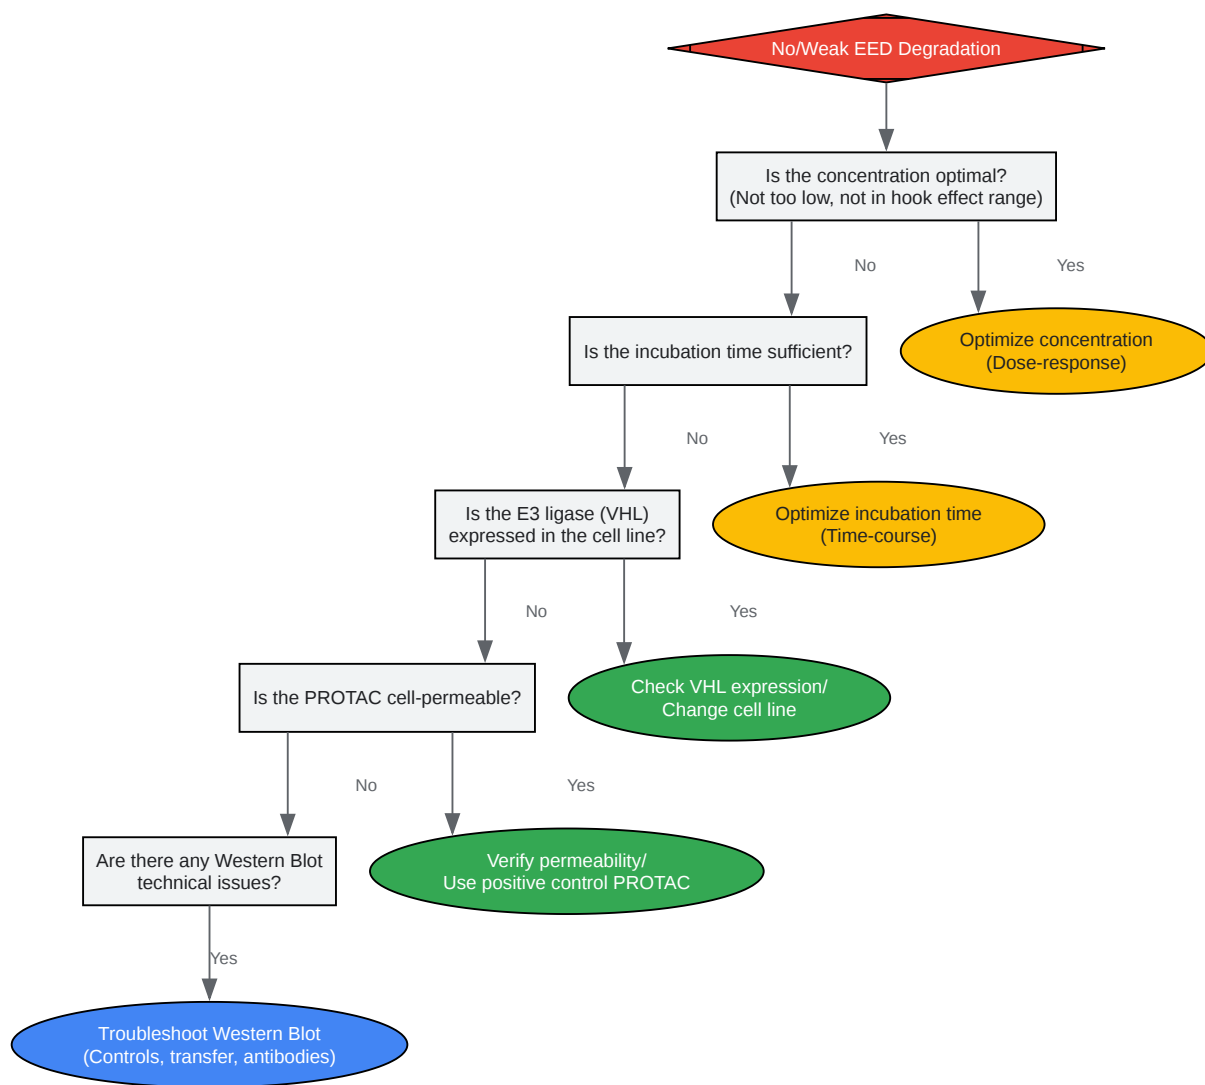 No/Weak EED Degradation
Is the concentration optimal?
(Not too low, not in hook effect range)
No
Yes
Is the incubation time sufficient?
Optimize concentration
(Dose-response)
No
Yes
Is the E3 ligase (VHL)
expressed in the cell line?
Optimize incubation time
(Time-course)
No
Yes
Is the PROTAC cell-permeable?
Check VHL expression/
Change cell line
No
Yes
Are there any Western Blot
technical issues?
Verify permeability/
Use positive control PROTAC
Yes
Troubleshoot Western Blot
(Controls, transfer, antibodies)